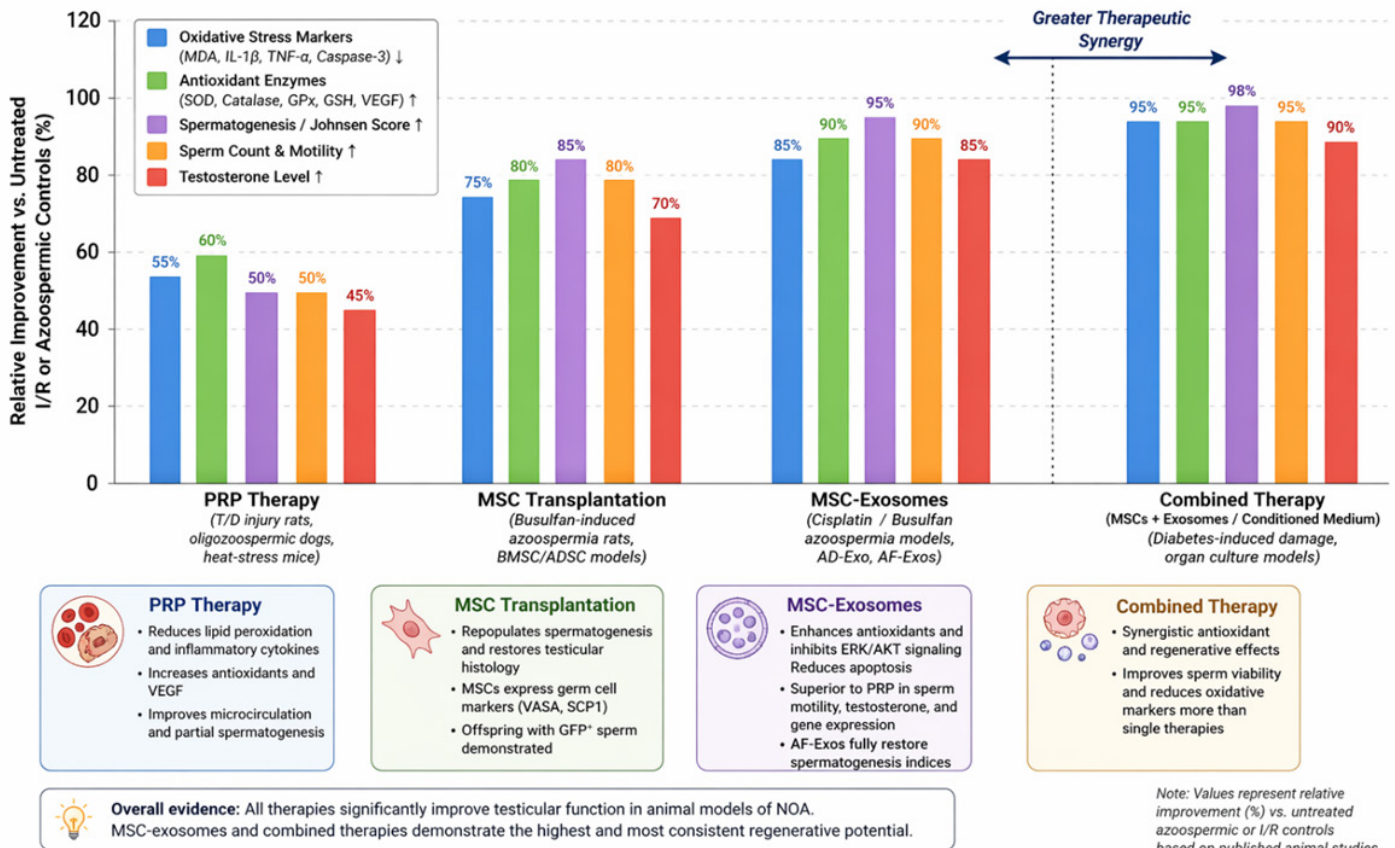 Relative Improvement vs. Untreated
I/R or Azoospermic Controls (%)
120
100
80
60
40
20
0
Oxidative Stress Markers
(MDA, IL-1β, TNF-α, Caspase-3) ↓
Antioxidant Enzymes
(SOD, Catalase, GPx, GSH, VEGF) ↑
Spermatogenesis / Johnsen Score ↑
Sperm Count & Motility ↑
Testosterone Level ↑
Greater Therapeutic
Synergy
55%
60%
50%
50%
45%
75%
80%
85%
80%
70%
85%
90%
95%
90%
85%
95%
95%
98%
95%
90%
PRP Therapy
(T/D injury rats,
oligozoospermic dogs,
heat-stress mice)
MSC Transplantation
(Busulfan-induced
azoospermia rats,
BMSC/ADSC models)
MSC-Exosomes
(Cisplatin / Busulfan
azoospermia models,
AD-Exo, AF-Exos)
Combined Therapy
(MSCs + Exosomes / Conditioned Medium)
(Diabetes-induced damage,
organ culture models)
PRP Therapy
• Reduces lipid peroxidation
and inflammatory cytokines
• Increases antioxidants and
VEGF
• Improves microcirculation
and partial spermatogenesis
MSC Transplantation
• Repopulates spermatogenesis
and restores testicular
histology
• MSCs express germ cell
markers (VASA, SCP1)
• Offspring with GFP⁺ sperm
demonstrated
MSC-Exosomes
• Enhances antioxidants and
inhibits ERK/AKT signaling
Reduces apoptosis
• Superior to PRP in sperm
motility, testosterone, and
gene expression
• AF-Exos fully restore
spermatogenesis indices
Combined Therapy
• Synergistic antioxidant
and regenerative effects
• Improves sperm viability
and reduces oxidative
markers more than
single therapies
Overall evidence: All therapies significantly improve testicular function in animal models of NOA.
MSC-exosomes and combined therapies demonstrate the highest and most consistent regenerative potential.
Note: Values represent relative
improvement (%) vs. untreated
azoospermic or I/R controls
based on published animal studies